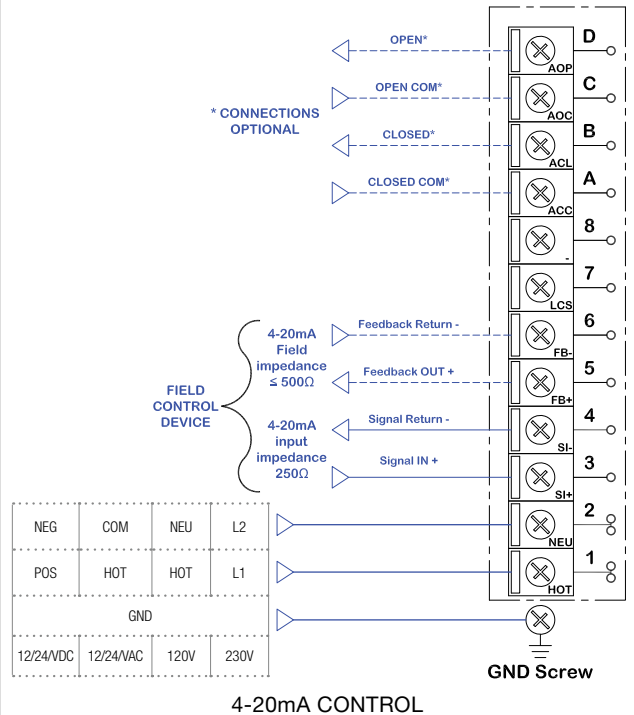 D
OPEN*
AOP
C
OPEN COM*
AOC
* CONNECTIONS
OPTIONAL
B
CLOSED*
ACL
A
CLOSED COM*
ACC
8
-
7
LCS
6
Feedback Return -
FB-
4-20mA
Field
impedance
≤ 500Ω
5
Feedback OUT +
FB+
FIELD
CONTROL
DEVICE
4
Signal Return -
SI-
4-20mA
input
impedance
250Ω
3
Signal IN +
SI+
NEG COM NEU L2
2
NEU
POS HOT HOT L1
1
HOT
GND
12/24/VDC 12/24/VAC 120V 230V
GND Screw
4-20mA CONTROL